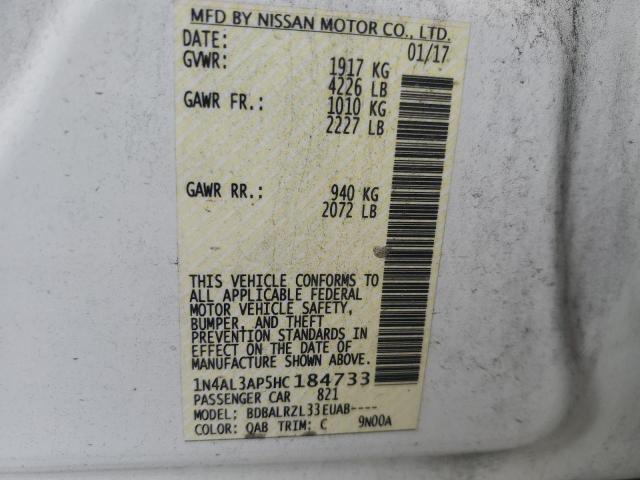 MFD BY NISSAN MOTOR CO., LTD.
DATE: 01/17
GVWR: 1917 KG
4226 LB
GAWR FR.: 1010 KG
2227 LB
GAWR RR.: 940 KG
2072 LB
THIS VEHICLE CONFORMS TO
ALL APPLICABLE FEDERAL
MOTOR VEHICLE SAFETY,
BUMPER, AND THEFT
PREVENTION STANDARDS IN
EFFECT ON THE DATE OF
MANUFACTURE SHOWN ABOVE.
1N4AL3AP5HC184733
PASSENGER CAR 821
MODEL: BDBALRZL33EUAB----
COLOR: QAB TRIM: C 9N00A